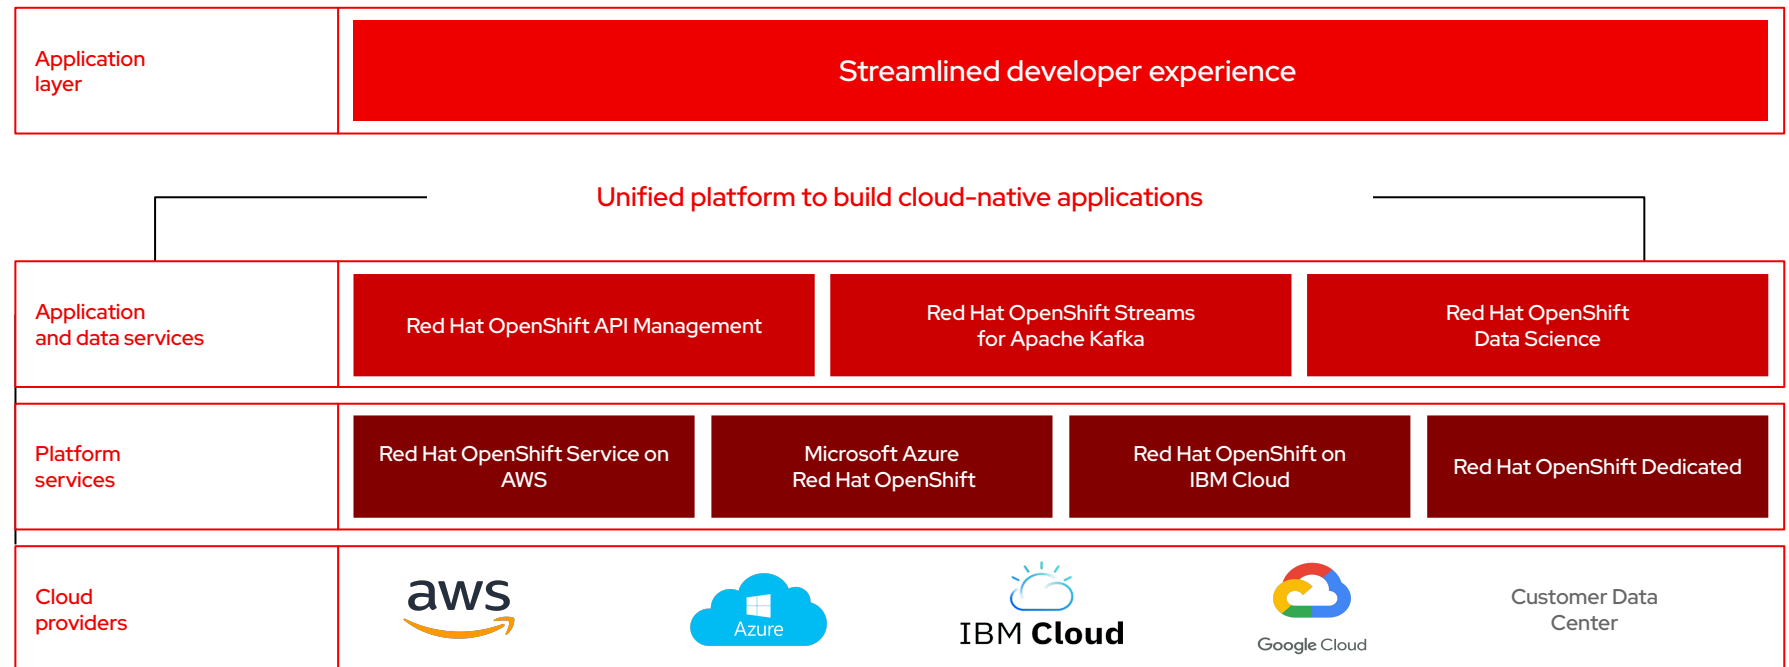 Application
layer
Streamlined developer experience
Unified platform to build cloud-native applications
Application
and data services
Red Hat OpenShift API Management
Red Hat OpenShift Streams
for Apache Kafka
Red Hat OpenShift
Data Science
Platform
services
Red Hat OpenShift Service on
AWS
Microsoft Azure
Red Hat OpenShift
Red Hat OpenShift on
IBM Cloud
Red Hat OpenShift Dedicated
Cloud
providers
aws
Azure
IBM Cloud
Google Cloud
Customer Data
Center